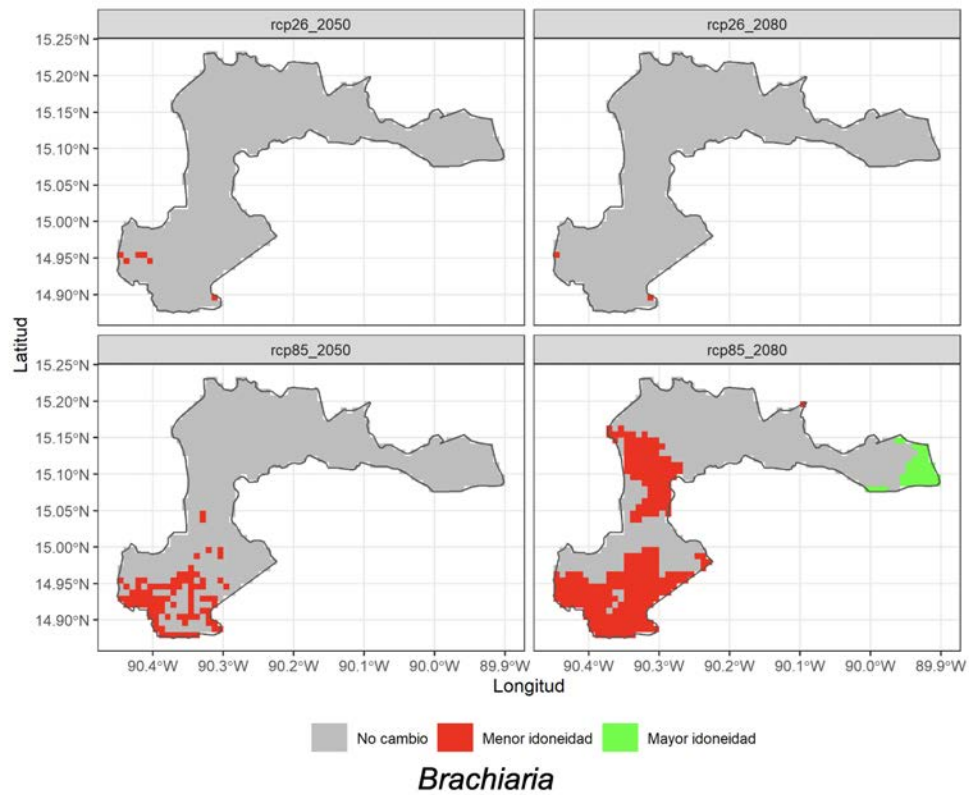 rcp26_2050
rcp26_2080
15.25°N
15.20°N
15.15°N
15.10°N
15.05°N
15.00°N
14.95°N
14.90°N
Latitud
rcp85_2050
rcp85_2080
15.25°N
15.20°N
15.15°N
15.10°N
15.05°N
15.00°N
14.95°N
14.90°N
90.4°W 90.3°W 90.2°W 90.1°W 90.0°W 89.9°W
90.4°W 90.3°W 90.2°W 90.1°W 90.0°W 89.9°W
Longitud
No cambio Menor idoneidad Mayor idoneidad
Brachiaria